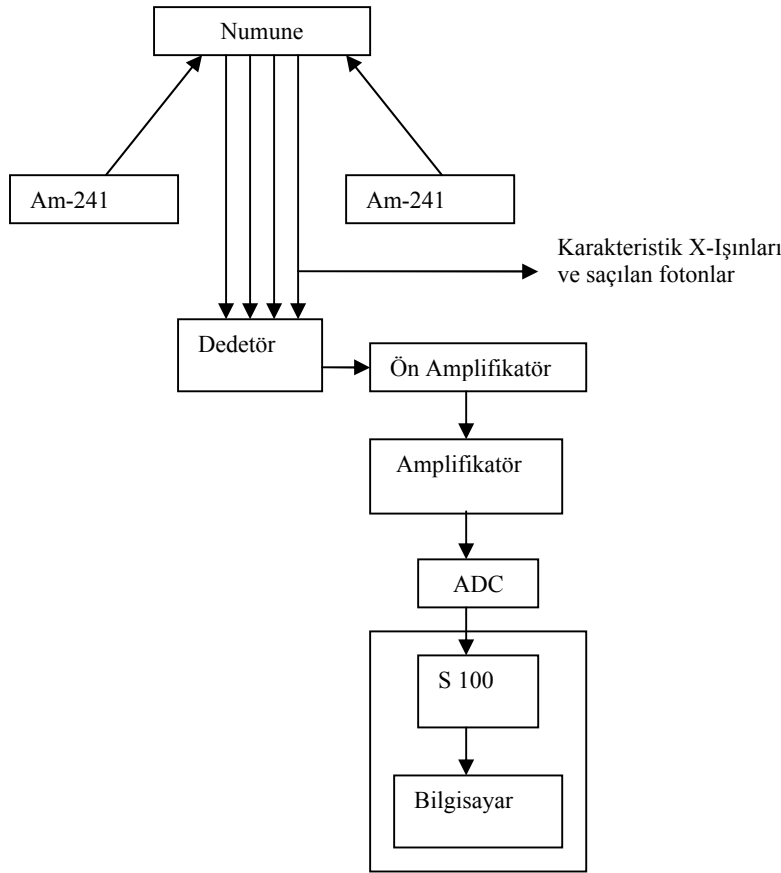 Numune
Am-241
Am-241
Karakteristik X-Işınları
ve saçılan fotonlar
Dedetör
Ön Amplifikatör
Amplifikatör
ADC
S 100
Bilgisayar